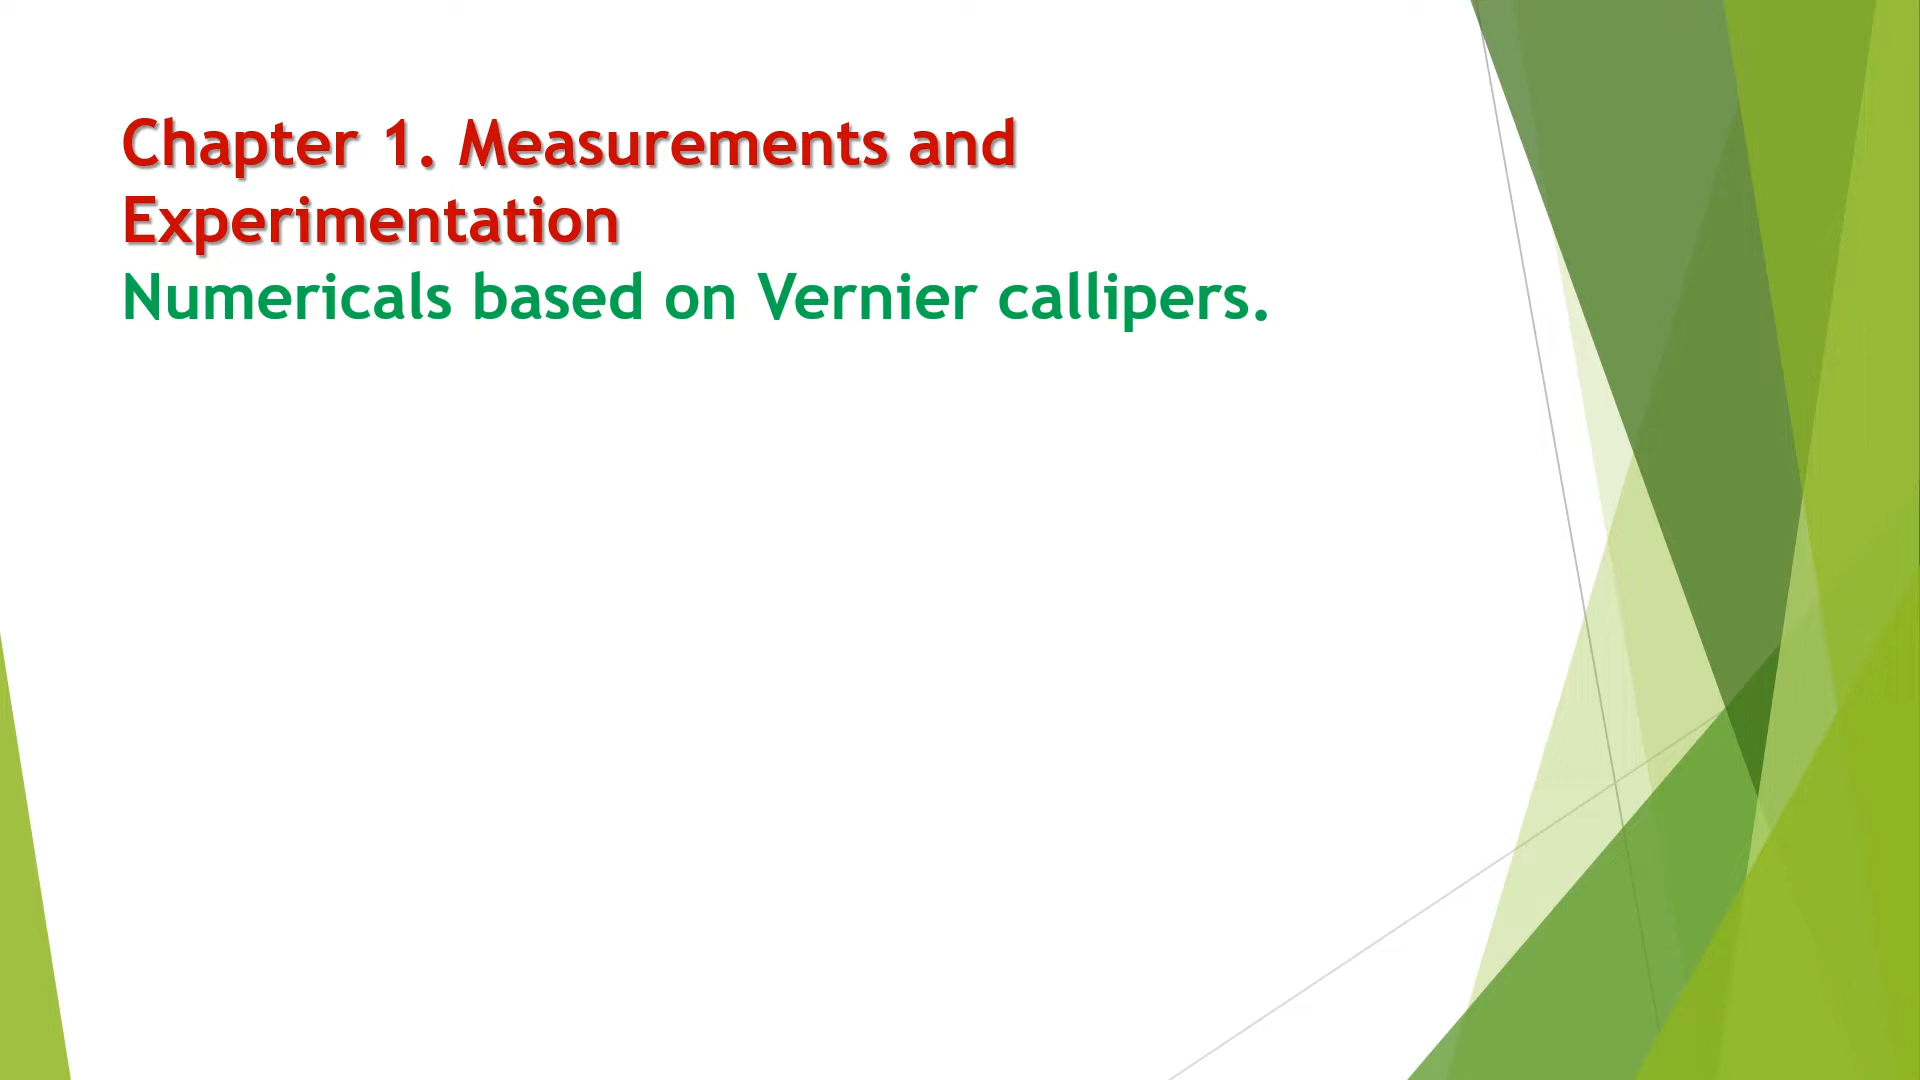 Chapter 1. Measurements and
Experimentation
Numericals based on Vernier callipers.